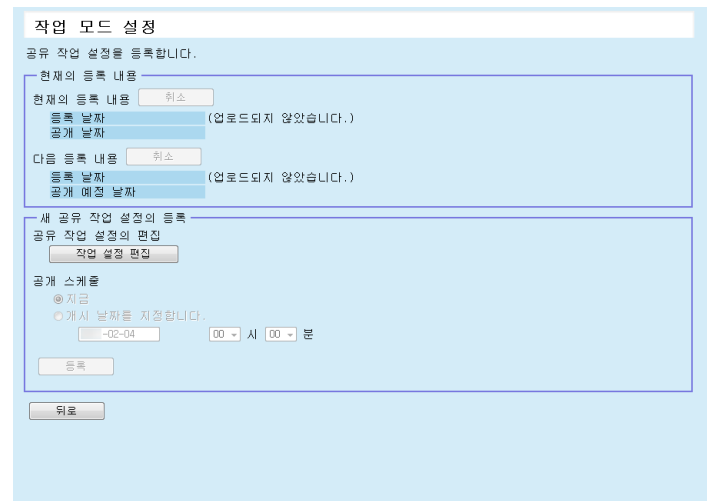 작업 모드 설정
공유 작업 설정을 등록합니다.
현재의 등록 내용
현재의 등록 내용 취소
등록 날짜 (업로드되지 않았습니다.)
공개 날짜
다음 등록 내용 취소
등록 날짜 (업로드되지 않았습니다.)
공개 예정 날짜
새 공유 작업 설정의 등록
공유 작업 설정의 편집
작업 설정 편집
공개 스케줄
지금
개시 날짜를 지정합니다.
-02-04 00 시 00 분
등록
뒤로